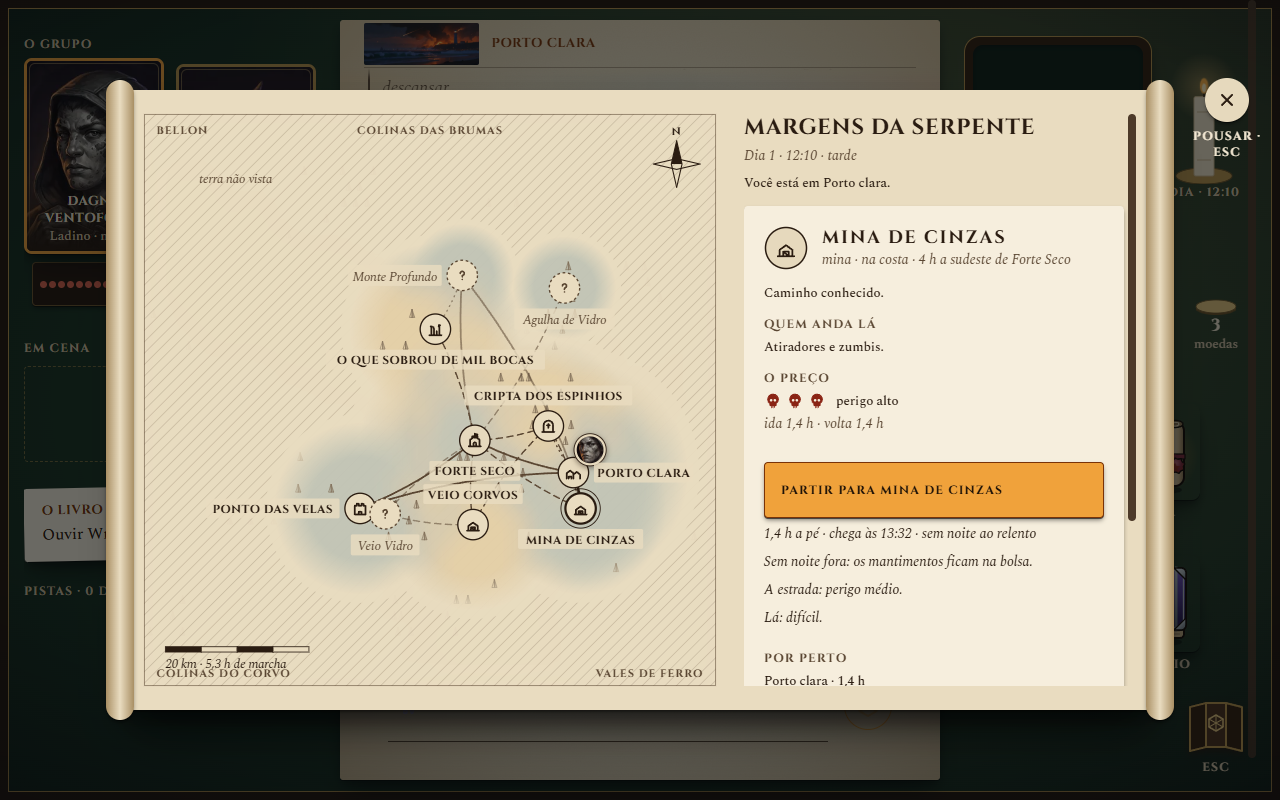 O GRUPO
DAGN
VENTOF
Ladino · n
EM CENA
O LIVRO
Ouvir Wr
PISTAS · 0 D
PORTO CLARA
descansar
BELLON
COLINAS DAS BRUMAS
N
terra não vista
Monte Profundo
?
?
Agulha de Vidro
O QUE SOBROU DE MIL BOCAS
CRIPTA DOS ESPINHOS
FORTE SECO
PORTO CLARA
VEIO CORVOS
PONTO DAS VELAS
?
Veio Vidro
MINA DE CINZAS
20 km · 5,3 h de marcha
COLINAS DO CORVO
VALES DE FERRO
MARGENS DA SERPENTE
Dia 1 · 12:10 · tarde
Você está em Porto clara.
MINA DE CINZAS
mina · na costa · 4 h a sudeste de Forte Seco
Caminho conhecido.
QUEM ANDA LÁ
Atiradores e zumbis.
O PREÇO
perigo alto
ida 1,4 h · volta 1,4 h
PARTIR PARA MINA DE CINZAS
1,4 h a pé · chega às 13:32 · sem noite ao relento
Sem noite fora: os mantimentos ficam na bolsa.
A estrada: perigo médio.
Lá: difícil.
POR PERTO
Porto clara · 1,4 h
POUSAR ·
ESC
DIA · 12:10
3
moedas
IO
ESC